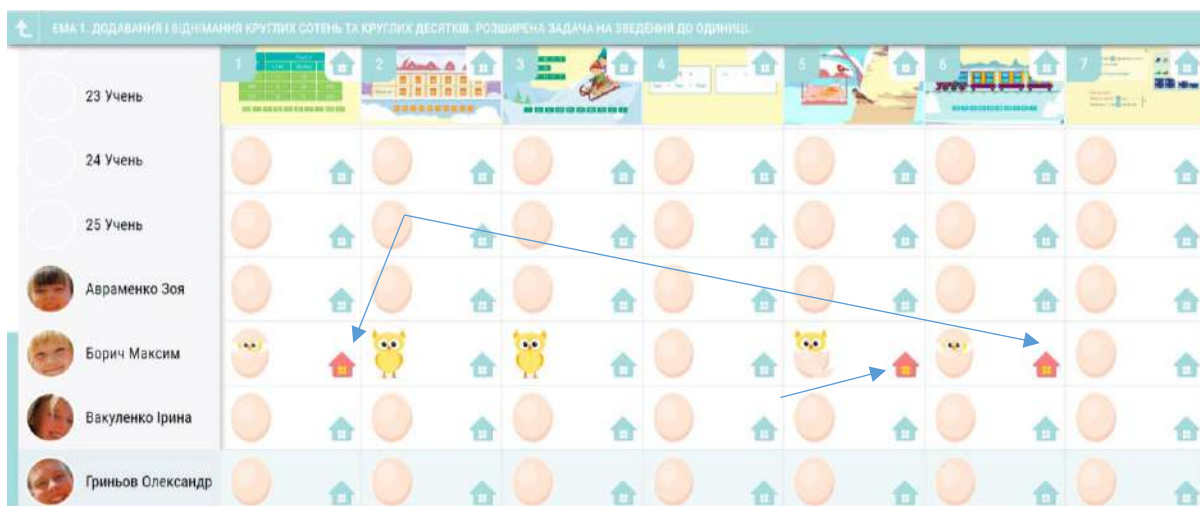 ЕМА 1. ДОДАВАННЯ І ВІДНІМАННЯ КРУГЛИХ СОТЕНЬ ТА КРУГЛИХ ДЕСЯТКІВ. РОЗШИРЕНА ЗАДАЧА НА ЗВЕДЕННЯ ДО ОДИНИЦІ.
1 2 3 4 5 6 7
23 Учень
24 Учень
25 Учень
Авраменко Зоя
Борич Максим
Вакуленко Ірина
Гриньов Олександр